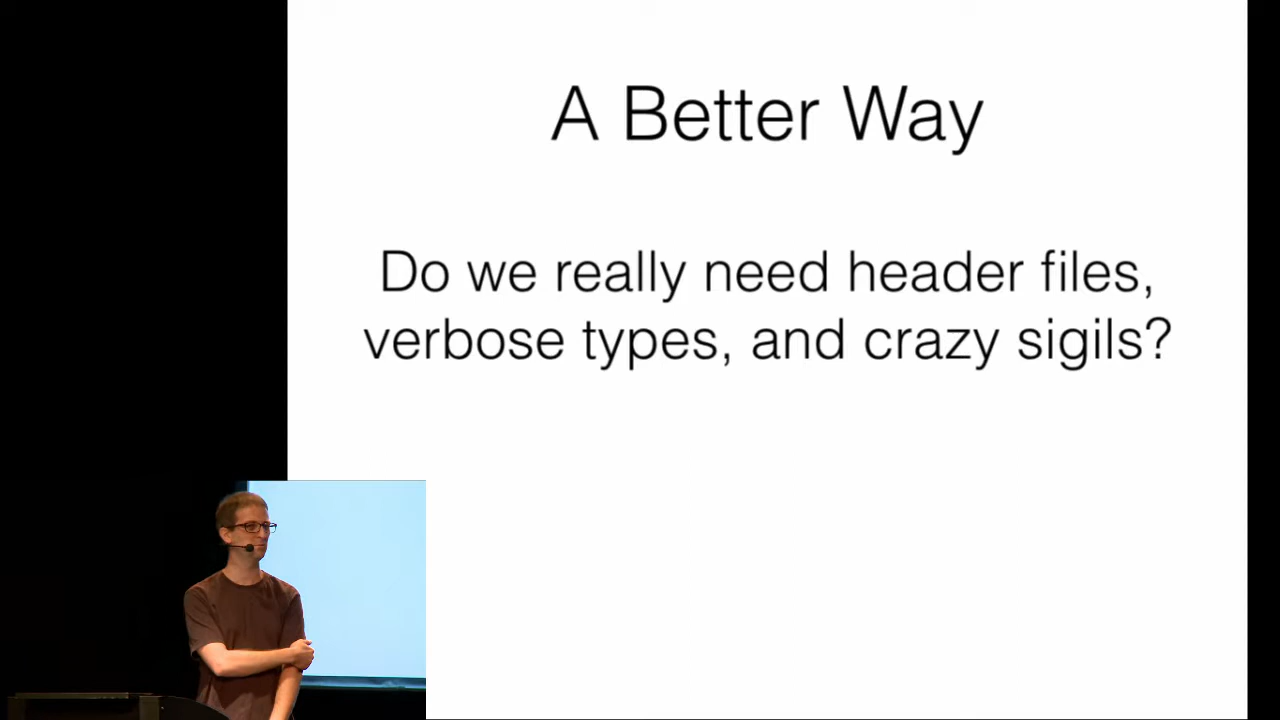 A Better Way
Do we really need header files,
verbose types, and crazy sigils?